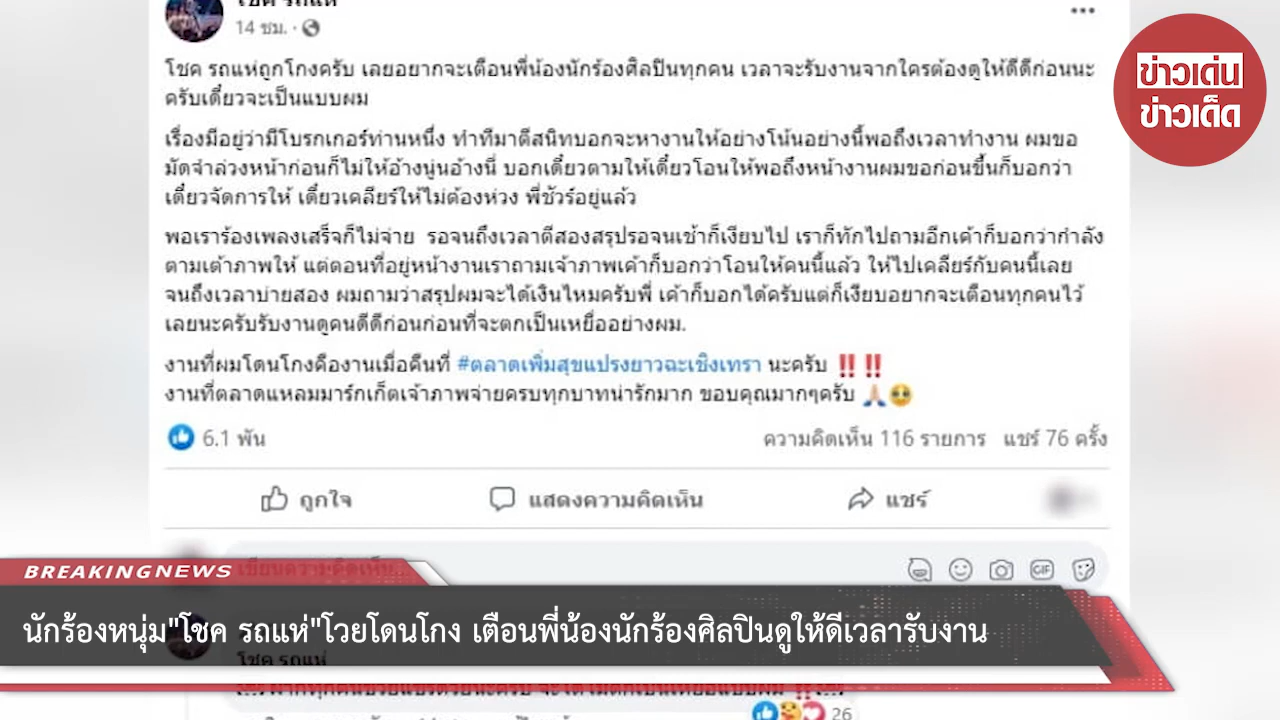 โชค รถแห่
14 ชม.
ข่าวเด่น
ข่าวเด็ด
โชค รถแห่ถูกโกงครับ เลยอยากจะเตือนพี่น้องนักร้องศิลปินทุกคน เวลาจะรับงานจากใครต้องดูให้ดีดีก่อนนะ
ครับเดี๋ยวจะเป็นแบบผม
เรื่องมีอยู่ว่ามีโบรกเกอร์ท่านหนึ่ง ทำทีมาตีสนิทบอกจะหางานให้อย่างโน้นอย่างนี้พอถึงเวลาทำงาน ผมขอ
มัดจำล่วงหน้าก่อนก็ไม่ให้อ้างนู่นอ้างนี่ บอกเดี๋ยวตามให้เดี๋ยวโอนให้พอถึงหน้างานผมขอก่อนขึ้นก็บอกว่า
เดี๋ยวจัดการให้ เดี๋ยวเคลียร์ให้ไม่ต้องห่วง พี่ชัวร์อยู่แล้ว
พอเราร้องเพลงเสร็จก็ไม่จ่าย รอจนถึงเวลาตีสองสรุปรอจนเช้าก็เงียบไป เราก็ทักไปถามอีกเค้าก็บอกว่ากำลัง
ตามเต้าภาพให้ แต่ตอนที่อยู่หน้างานเราถามเจ้าภาพเค้าก็บอกว่าโอนให้คนนี้แล้ว ให้ไปเคลียร์กับคนนี้เลย
จนถึงเวลาบ่ายสอง ผมถามว่าสรุปผมจะได้เงินไหมครับพี่ เค้าก็บอกได้ครับแต่ก็เงียบอยากจะเตือนทุกคนไว้
เลยนะครับรับงานดูคนดีดีก่อนก่อนที่จะตกเป็นเหยื่ออย่างผม.
งานที่ผมโดนโกงคืองานเมื่อคืนที่ #ตลาดเพิ่มสุขแปรงยาวฉะเชิงเทรา นะครับ ‼️‼️
งานที่ตลาดแหลมมาร์กเก็ตเจ้าภาพจ่ายครบทุกบาทน่ารักมาก ขอบคุณมากๆครับ 🙏🏻🥹
6.1 พัน ความคิดเห็น 116 รายการ แชร์ 76 ครั้ง
ถูกใจ แสดงความคิดเห็น แชร์
เขียนความคิดเห็น...
GIF
BREAKINGNEWS
นักร้องหนุ่ม"โชค รถแห่"โวยโดนโกง เตือนพี่น้องนักร้องศิลปินดูให้ดีเวลารับงาน
โชค รถแห่
26